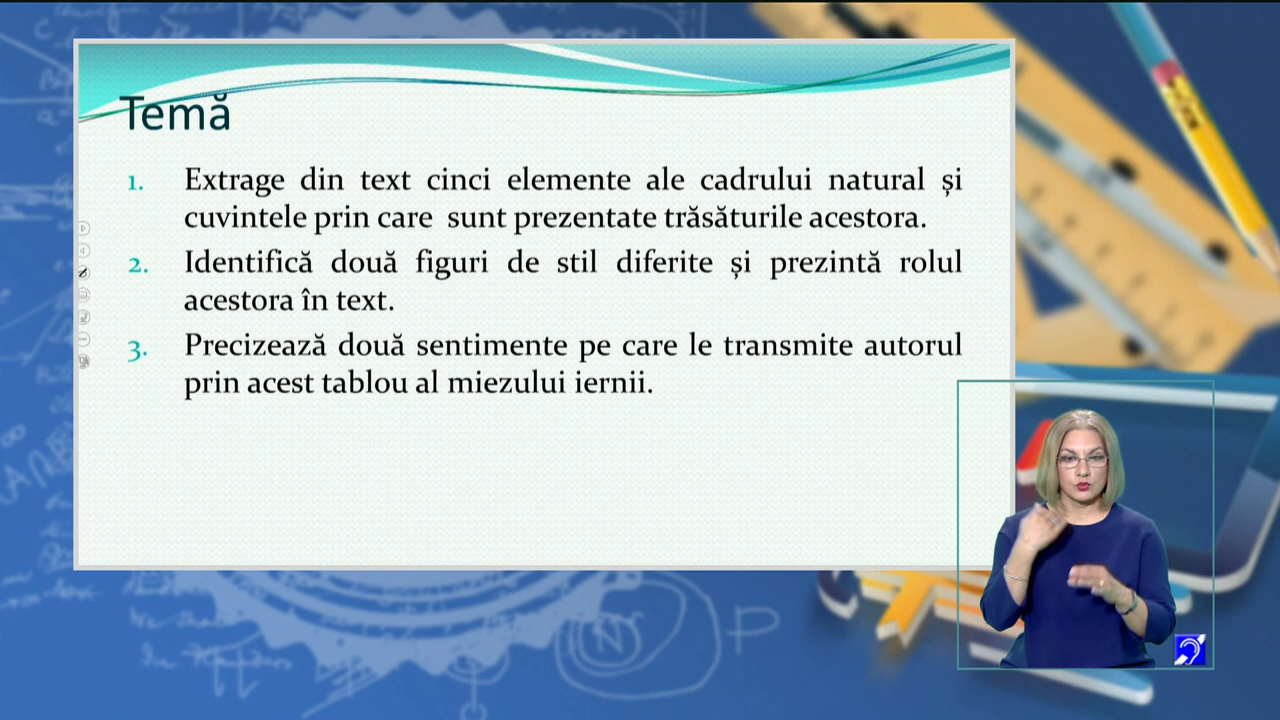 Temă
1. Extrage din text cinci elemente ale cadrului natural și
cuvintele prin care sunt prezentate trăsăturile acestora.
2. Identifică două figuri de stil diferite și prezintă rolul
acestora în text.
3. Precizează două sentimente pe care le transmite autorul
prin acest tablou al miezului iernii.
P
N